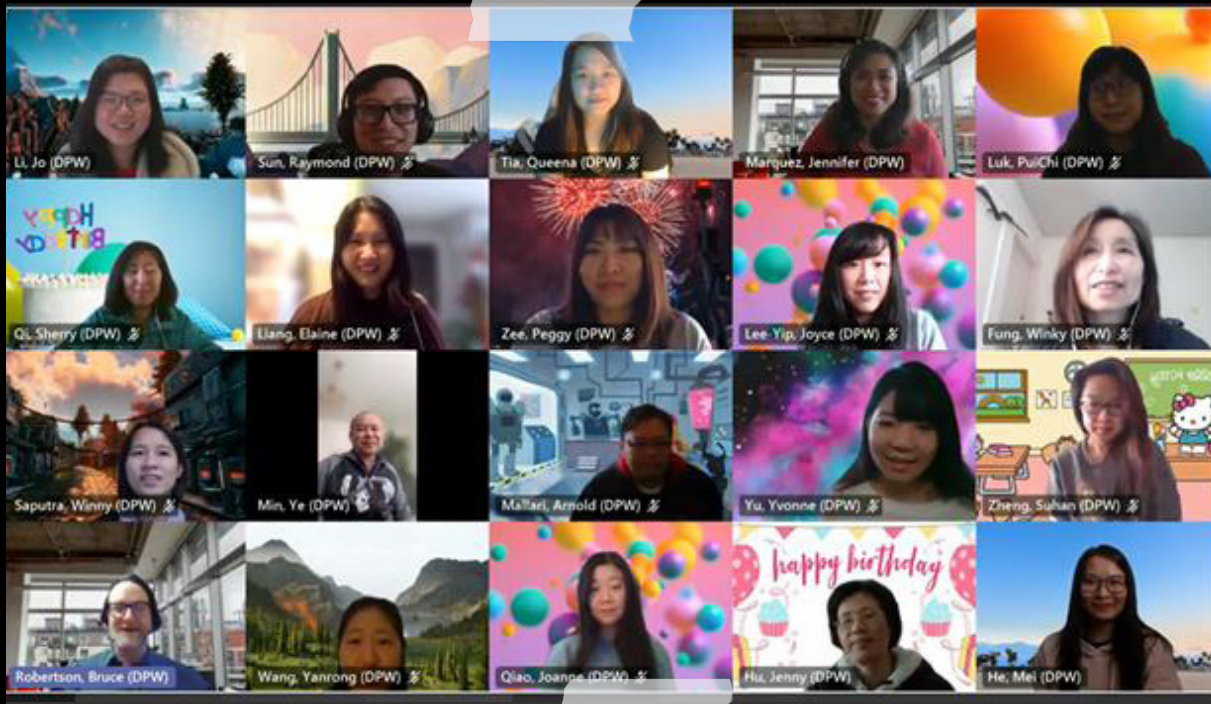 Li, Jo (DPW)
Sun, Raymond (DPW)
Tia, Queena (DPW)
Marquez, Jennifer (DPW)
Luk, PuiChi (DPW)
Happy
Birthday
Qi, Sherry (DPW)
Liang, Elaine (DPW)
Zee, Peggy (DPW)
Lee-Yip, Joyce (DPW)
Fung, Winky (DPW)
Saputra, Winny (DPW)
Min, Ye (DPW)
Mallari, Arnold (DPW)
Yu, Yvonne (DPW)
Zheng, Suhan (DPW)
Robertson, Bruce (DPW)
Wang, Yanrong (DPW)
Qiao, Joanne (DPW)
happy birthday
Hu, Jenny (DPW)
He, Mei (DPW)